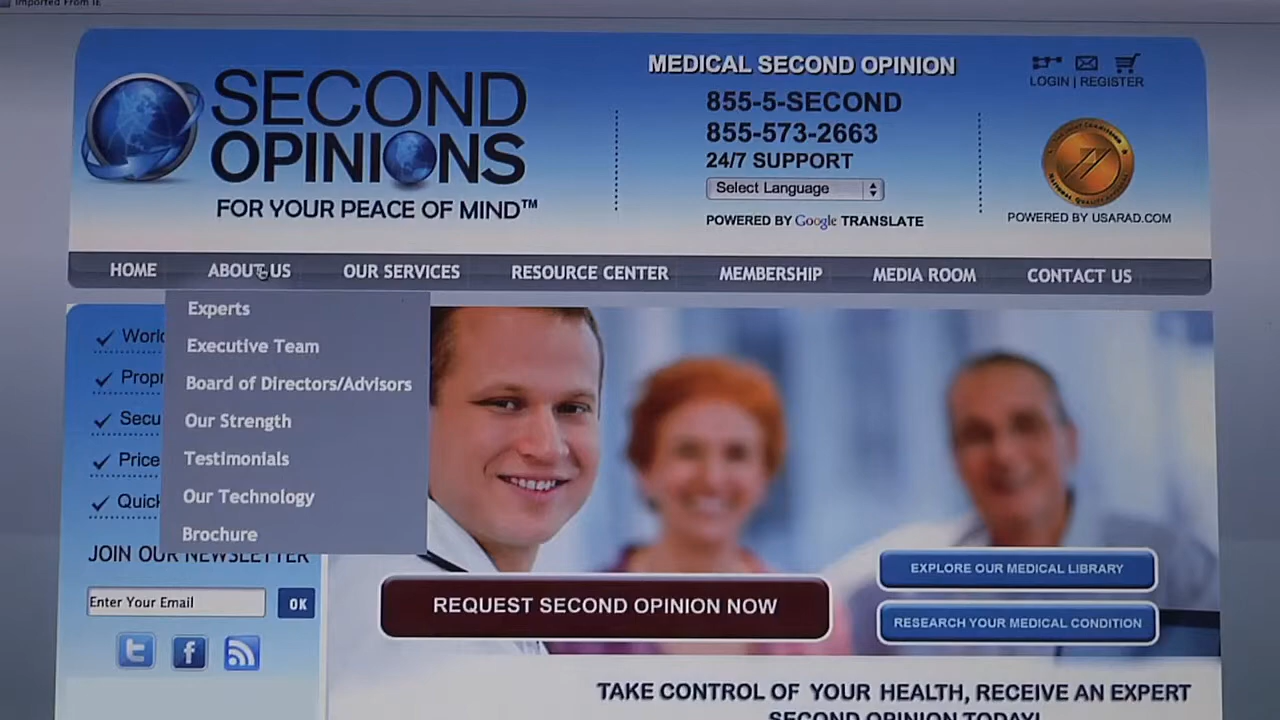 Imported From IE
SECOND
OPINIONS
FOR YOUR PEACE OF MIND™
MEDICAL SECOND OPINION
855-5-SECOND
855-573-2663
24/7 SUPPORT
Select Language
POWERED BY Google TRANSLATE
LOGIN | REGISTER
POWERED BY USARAD.COM
HOME
ABOUT US
OUR SERVICES
RESOURCE CENTER
MEMBERSHIP
MEDIA ROOM
CONTACT US
Experts
Executive Team
Board of Directors/Advisors
Our Strength
Testimonials
Our Technology
Brochure
Price
JOIN OUR NEWSLETTER
Enter Your Email
OK
REQUEST SECOND OPINION NOW
EXPLORE OUR MEDICAL LIBRARY
RESEARCH YOUR MEDICAL CONDITION
TAKE CONTROL OF YOUR HEALTH, RECEIVE AN EXPERT
SECOND OPINION TODAY!